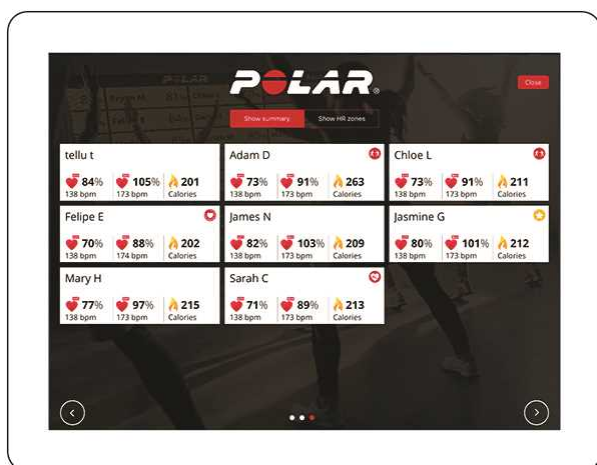 POLAR®
Close
Show summary Show HR zones
tellu t
84% 105% 201
138 bpm 173 bpm Calories
Adam D
73% 91% 263
138 bpm 173 bpm Calories
Chloe L
73% 91% 211
138 bpm 173 bpm Calories
Felipe E
70% 88% 202
138 bpm 174 bpm Calories
James N
82% 103% 209
138 bpm 173 bpm Calories
Jasmine G
80% 101% 212
138 bpm 173 bpm Calories
Mary H
77% 97% 215
138 bpm 173 bpm Calories
Sarah C
71% 89% 213
138 bpm 173 bpm Calories